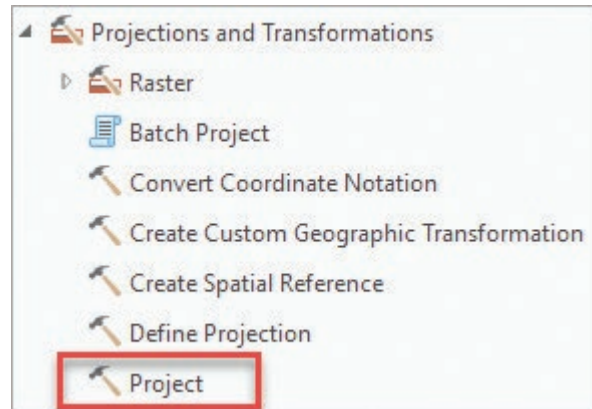 Projections and Transformations
Raster
Batch Project
Convert Coordinate Notation
Create Custom Geographic Transformation
Create Spatial Reference
Define Projection
Project